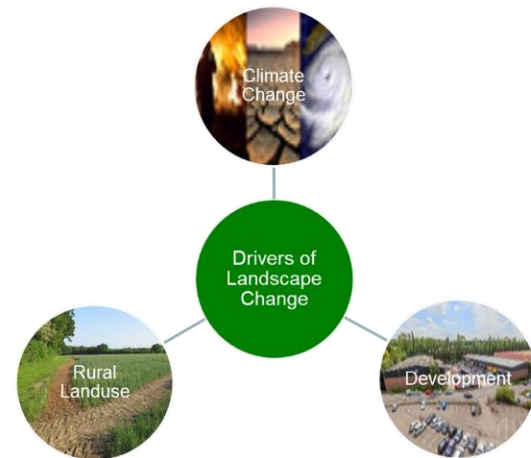 Climate
Change
Drivers of
Landscape
Change
Rural
Landuse
Development